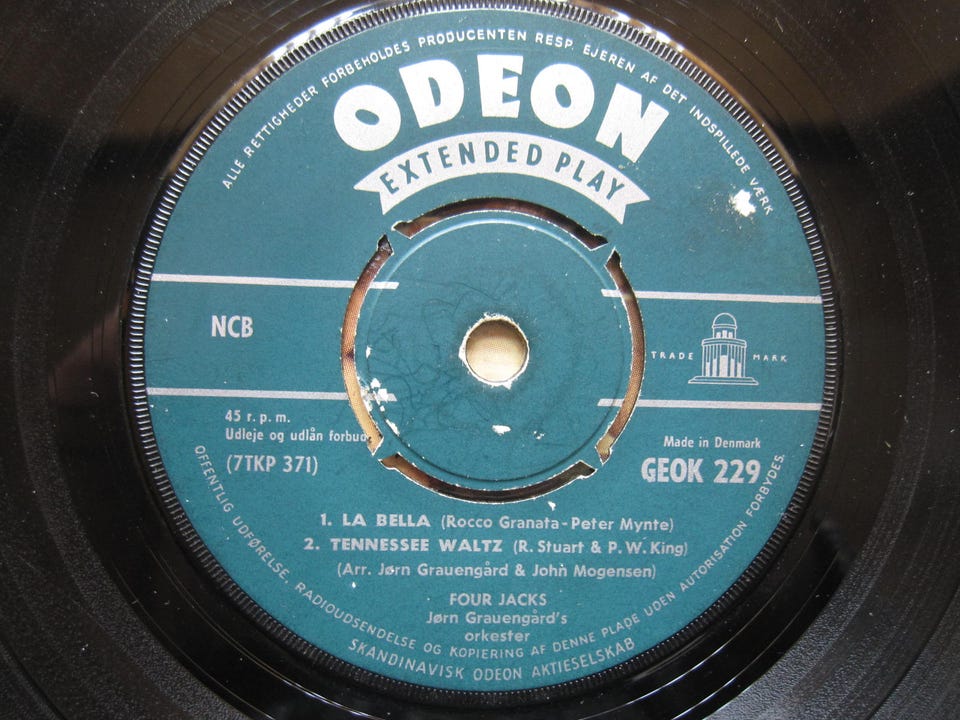 ALLE RETTIGHEDER FORBEHOLDES PRODUCENTEN RESP. EJEREN AF DET INDSPILLEDE VÆRK
ODEON
EXTENDED PLAY
NCB
TRADE MARK
45 r.p.m.
Udleje og udlån forbud
(7TKP 371)
Made in Denmark
GEOK 229
1. LA BELLA (Rocco Granata - Peter Mynte)
2. TENNESSEE WALTZ (R. Stuart & P. W. King)
(Arr. Jørn Grauengård & John Mogensen)
FOUR JACKS
Jørn Grauengård's
orkester
OFFENTLIG UDFØRELSE, RADIOUDSENDELSE OG KOPIERING AF DENNE PLADE UDEN AUTORISATION FORBYDES.
SKANDINAVISK ODEON AKTIESELSKAB